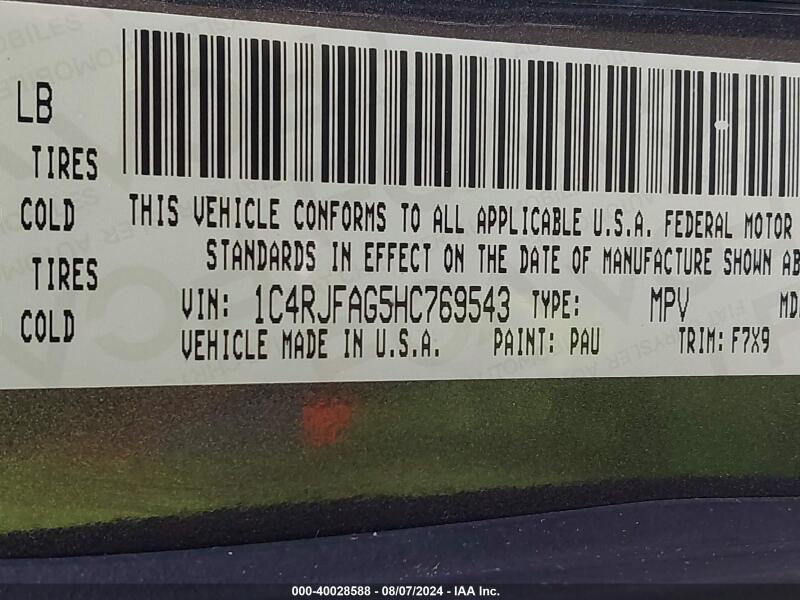 LB
TIRES
COLD
THIS VEHICLE CONFORMS TO ALL APPLICABLE U.S.A. FEDERAL MOTOR
STANDARDS IN EFFECT ON THE DATE OF MANUFACTURE SHOWN AB
TIRES
VIN: 1C4RJFAG5HC769543 TYPE: MPV MD
COLD
VEHICLE MADE IN U.S.A. PAINT: PAU TRIM: F7X9
000-40028588 - 08/07/2024 - IAA Inc.